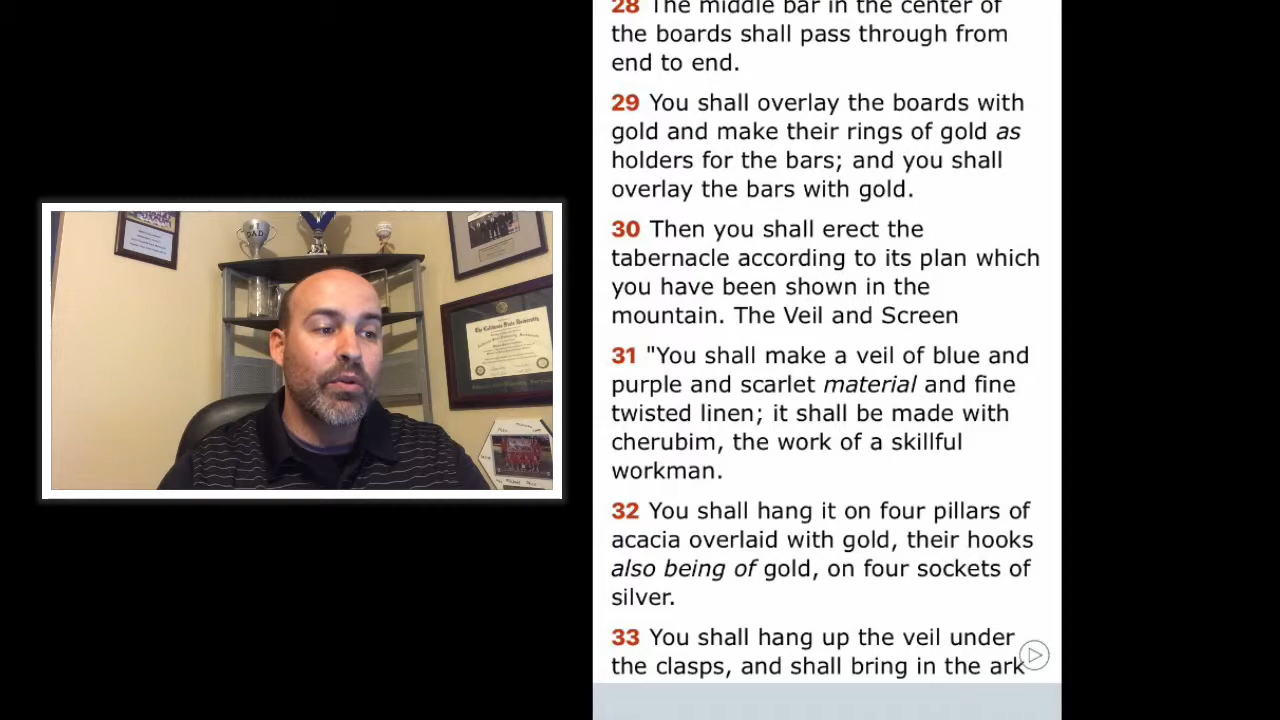 DAD
The California State University
28 The middle bar in the center of
the boards shall pass through from
end to end.
29 You shall overlay the boards with
gold and make their rings of gold as
holders for the bars; and you shall
overlay the bars with gold.
30 Then you shall erect the
tabernacle according to its plan which
you have been shown in the
mountain. The Veil and Screen
31 "You shall make a veil of blue and
purple and scarlet material and fine
twisted linen; it shall be made with
cherubim, the work of a skillful
workman.
32 You shall hang it on four pillars of
acacia overlaid with gold, their hooks
also being of gold, on four sockets of
silver.
33 You shall hang up the veil under
the clasps, and shall bring in the ark